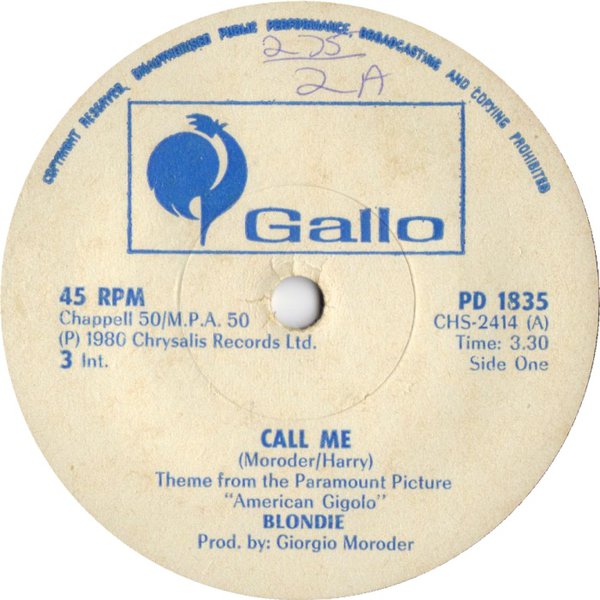 COPYRIGHT RESERVED, UNAUTHORISED PUBLIC PERFORMANCE, BROADCASTING AND COPYING PROHIBITED
275
2A
Gallo
45 RPM
Chappell 50/M.P.A. 50
(P) 1980 Chrysalis Records Ltd.
3 Int.
PD 1835
CHS-2414 (A)
Time: 3.30
Side One
CALL ME
(Moroder/Harry)
Theme from the Paramount Picture
"American Gigolo"
BLONDIE
Prod. by: Giorgio Moroder